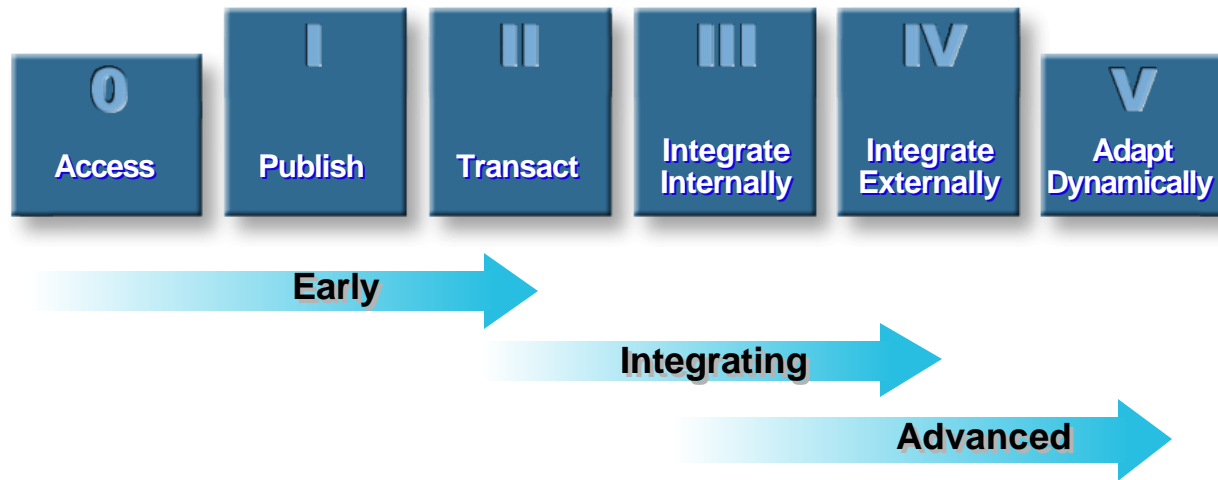 0
Access
I
Publish
II
Transact
III
Integrate
Internally
IV
Integrate
Externally
V
Adapt
Dynamically
Early
Integrating
Advanced